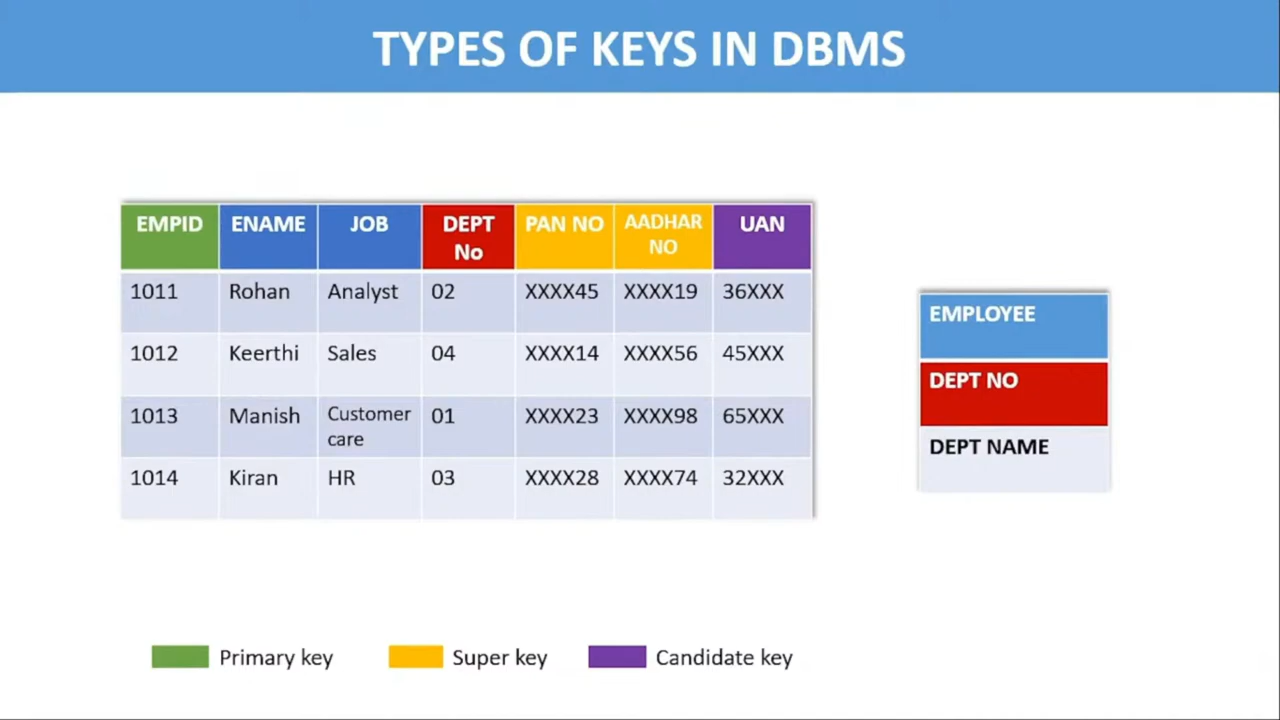 TYPES OF KEYS IN DBMS
EMPID ENAME JOB DEPT No PAN NO AADHAR NO UAN
1011 Rohan Analyst 02 XXXX45 XXXX19 36XXX
1012 Keerthi Sales 04 XXXX14 XXXX56 45XXX
1013 Manish Customer care 01 XXXX23 XXXX98 65XXX
1014 Kiran HR 03 XXXX28 XXXX74 32XXX
EMPLOYEE
DEPT NO
DEPT NAME
Primary key Super key Candidate key